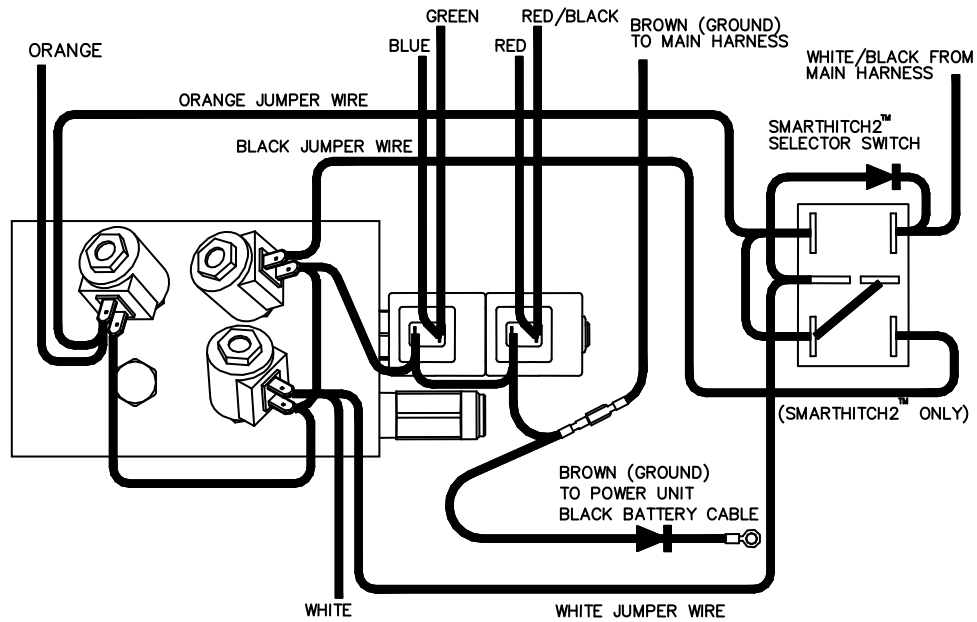 GREEN
RED/BLACK
BROWN (GROUND)
TO MAIN HARNESS
ORANGE
BLUE
RED
WHITE/BLACK FROM
MAIN HARNESS
ORANGE JUMPER WIRE
SMARTHITCH2™
SELECTOR SWITCH
BLACK JUMPER WIRE
(SMARTHITCH2™ ONLY)
BROWN (GROUND)
TO POWER UNIT
BLACK BATTERY CABLE
WHITE
WHITE JUMPER WIRE